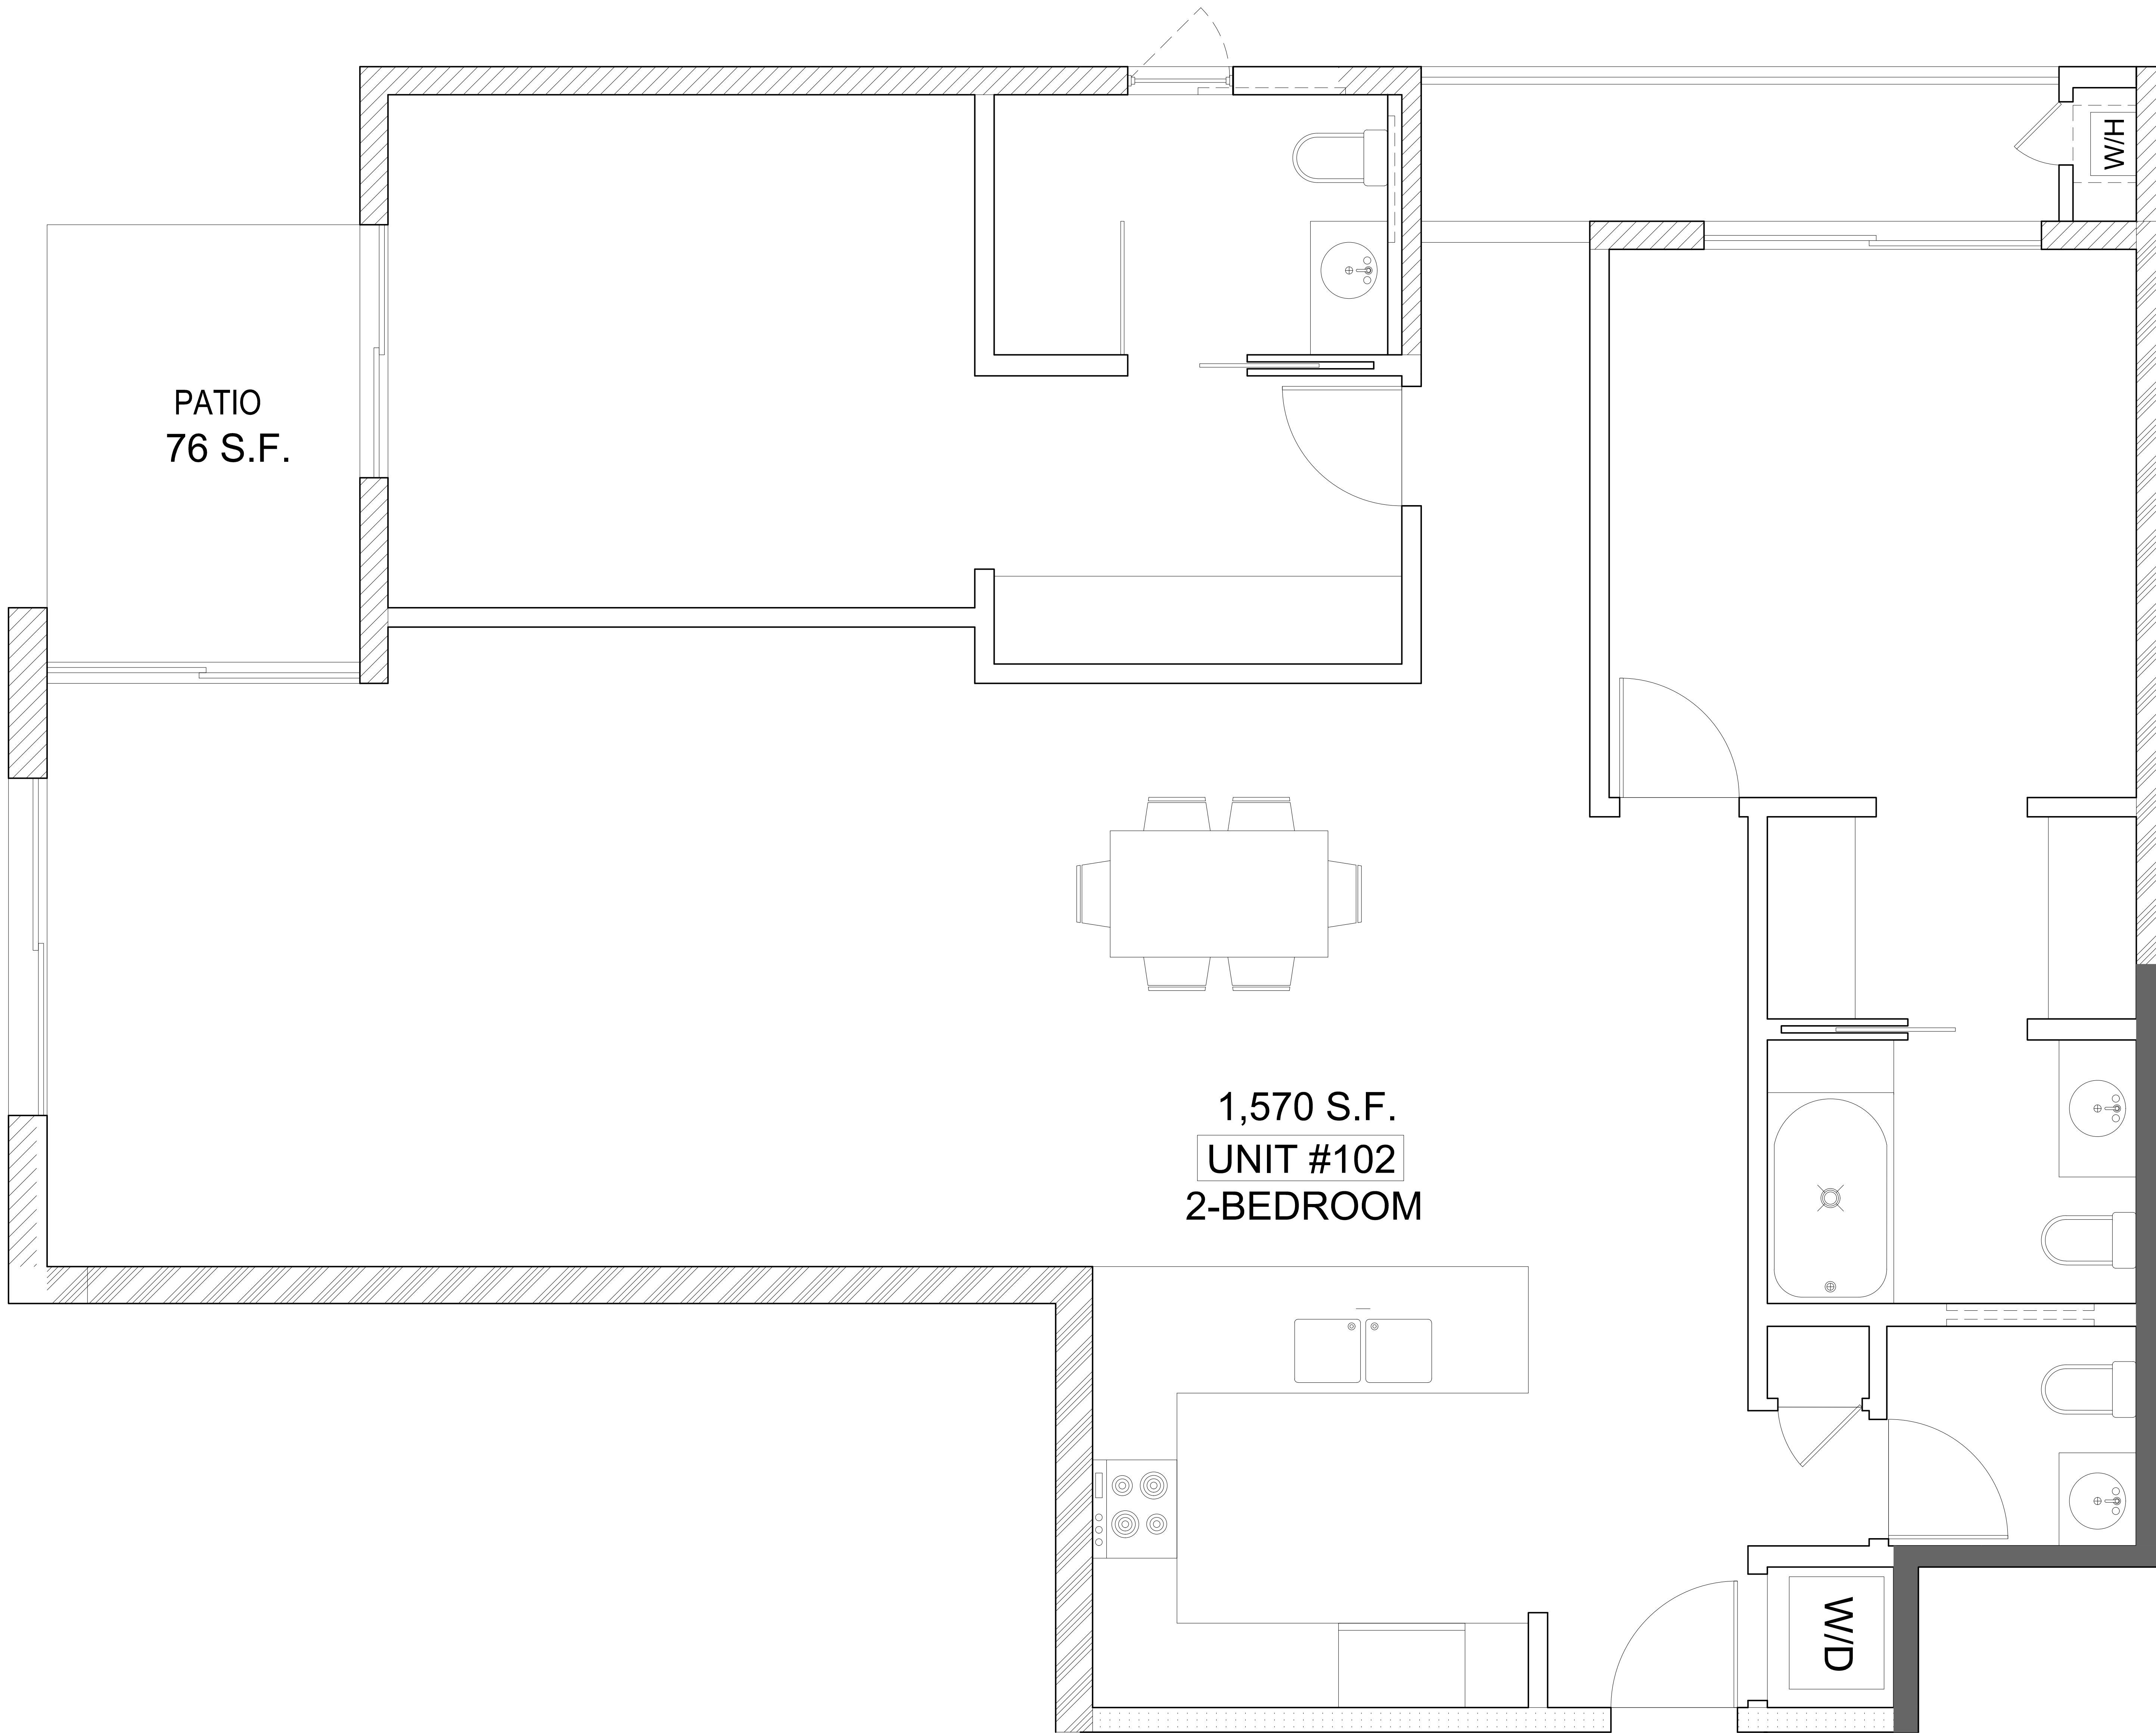 H/W
PATIO
76 S.F.
1,570 S.F.
UNIT #102
2-BEDROOM
W/D